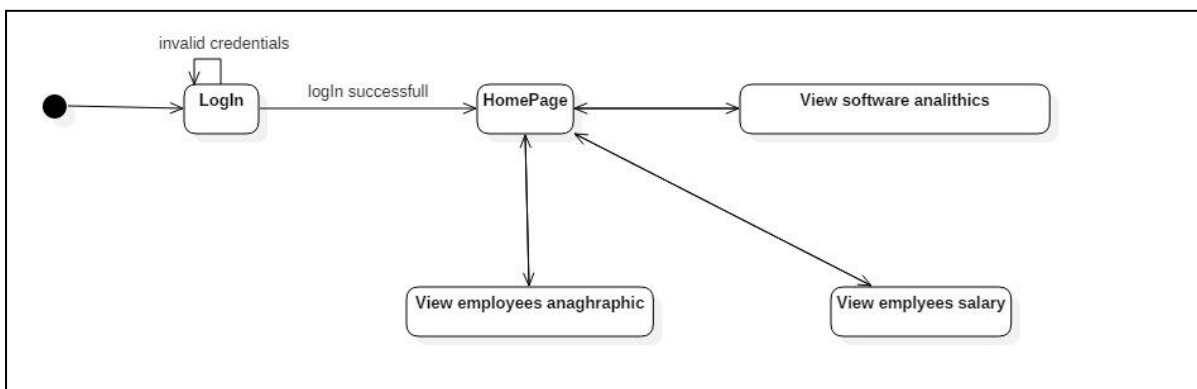 invalid credentials
LogIn
logIn successfull
HomePage
View software analithics
View employees anaghraphic
View emplyees salary